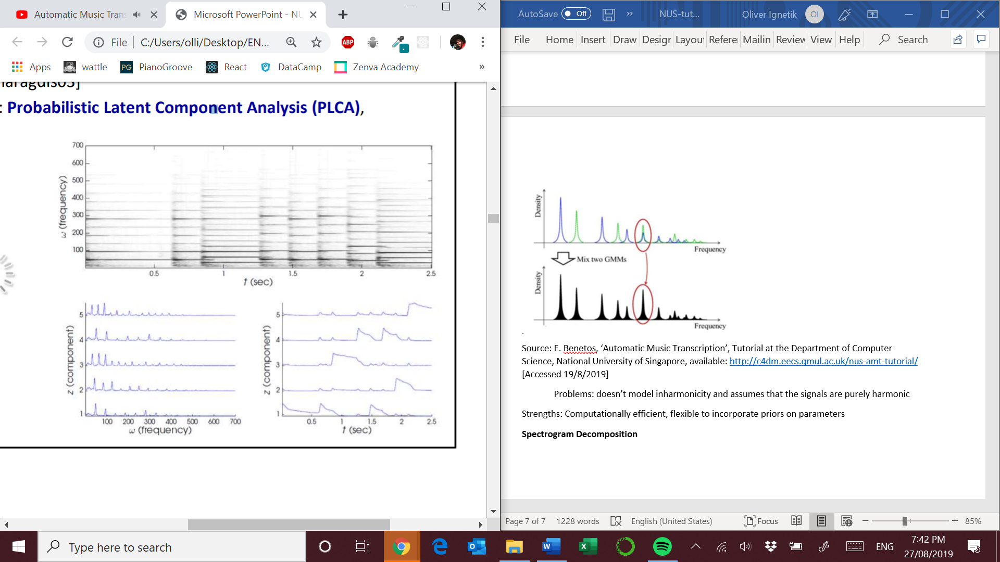 Automatic Music Trans
Microsoft PowerPoint - NU
File
C:/Users/olli/Desktop/EN...
ABP
Apps
wattle
PG
PianoGroove
React
DataCamp
Zenva Academy
»
: Probabilistic Latent Component Analysis (PLCA),
700
600
500
400
300
200
100
ω (frequency)
0.5
1
1.5
2
2.5
t (sec)
5
4
3
2
1
z (component)
100
200
300
400
500
600
700
ω (frequency)
5
4
3
2
1
z (component)
0.5
1
1.5
2
2.5
t (sec)
AutoSave
Off
»
NUS-tut...
Oliver Ignetik
OI
File
Home
Insert
Draw
Design
Layout
Referen
Mailin
Review
View
Help
Search
Density
Frequency
Mix two GMMs
Density
Frequency
Source: E. Benetos, ‘Automatic Music Transcription’, Tutorial at the Department of Computer
Science, National University of Singapore, available: http://c4dm.eecs.qmul.ac.uk/nus-amt-tutorial/
[Accessed 19/8/2019]
Problems: doesn’t model inharmonicity and assumes that the signals are purely harmonic
Strengths: Computationally efficient, flexible to incorporate priors on parameters
Spectrogram Decomposition
Page 7 of 7
1228 words
English (United States)
Focus
85%
Type here to search
ENG
7:42 PM
27/08/2019